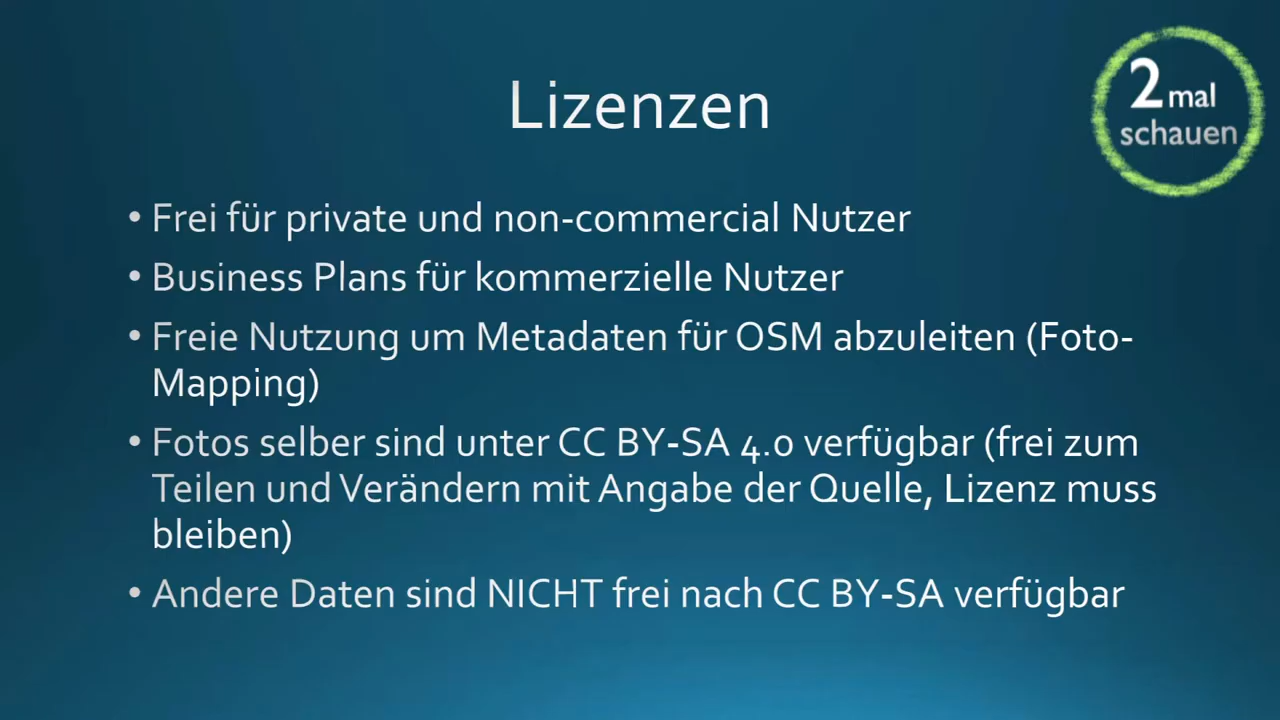 Lizenzen
2 mal
schauen
• Frei für private und non-commercial Nutzer
• Business Plans für kommerzielle Nutzer
• Freie Nutzung um Metadaten für OSM abzuleiten (Foto-
Mapping)
• Fotos selber sind unter CC BY-SA 4.0 verfügbar (frei zum
Teilen und Verändern mit Angabe der Quelle, Lizenz muss
bleiben)
• Andere Daten sind NICHT frei nach CC BY-SA verfügbar